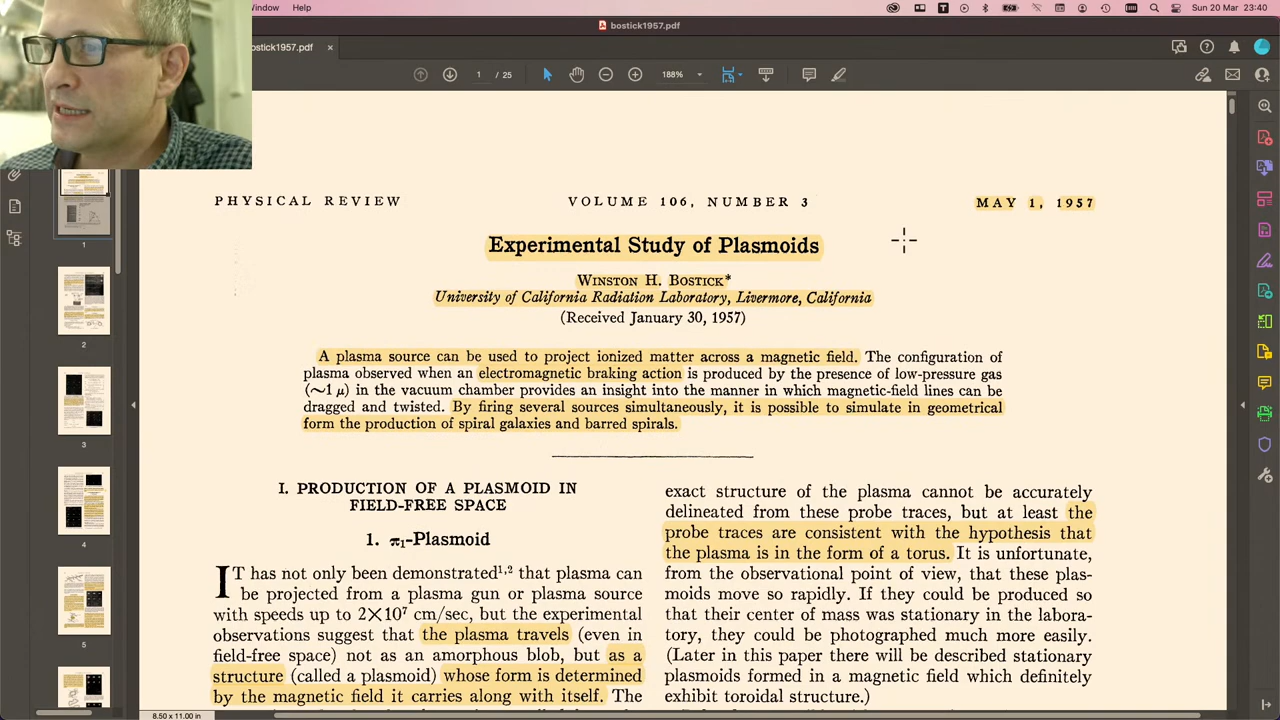 Window Help
Sun 20 Mar 23:40
bostick1957.pdf
bostick1957.pdf ×
1 / 25
188%
PHYSICAL REVIEW VOLUME 106, NUMBER 3 MAY 1, 1957
Experimental Study of Plasmoids
WINSTON H. BOSTICK*
University of California Radiation Laboratory, Livermore, California
(Received January 30, 1957)
A plasma source can be used to project ionized matter across a magnetic field. The configuration of
plasma observed when an electromagnetic braking action is produced by the presence of low-pressure gas
(~1 μ) in the vacuum chamber provides an insight into the manner in which magnetic-field lines can be
dragged and twisted. By firing several sources simultaneously, it is possible to simulate in geometrical
form the production of spiral galaxies and barred spirals.
I. PRODUCTION OF A PLASMOID IN
FIELD-FREE SPACE
1. π₁-Plasmoid
IT has not only been demonstrated¹,² that plasma can
be projected from a plasma gun or plasma source
with speeds up 2×10⁷ cm/sec, but the experimental
observations suggest that the plasma travels (even in
field-free space) not as an amorphous blob, but as a
structure (called a plasmoid) whose form is determined
by the magnetic field it carries along with itself. The
exact structure of the plasma cannot be accurately
delineated from these probe traces, but at least the
probe traces are consistent with the hypothesis that
the plasma is in the form of a torus. It is unfortunate,
from the observational point of view, that these plas-
moids move so rapidly. If they could be produced so
that their center of mass was stationary in the labora-
tory, they could be photographed much more easily.
(Later in this paper there will be described stationary
plasmoids formed in a magnetic field which definitely
exhibit toroidal structure.)
1
2
3
4
5
8.50 x 11.00 in